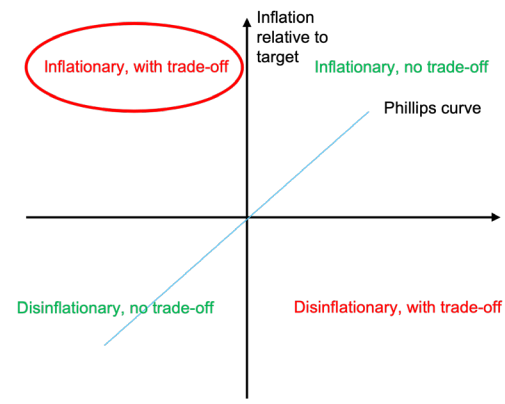 Inflation
relative to
target
Inflationary, with trade-off
Inflationary, no trade-off
Phillips curve
Disinflationary, no trade-off
Disinflationary, with trade-off